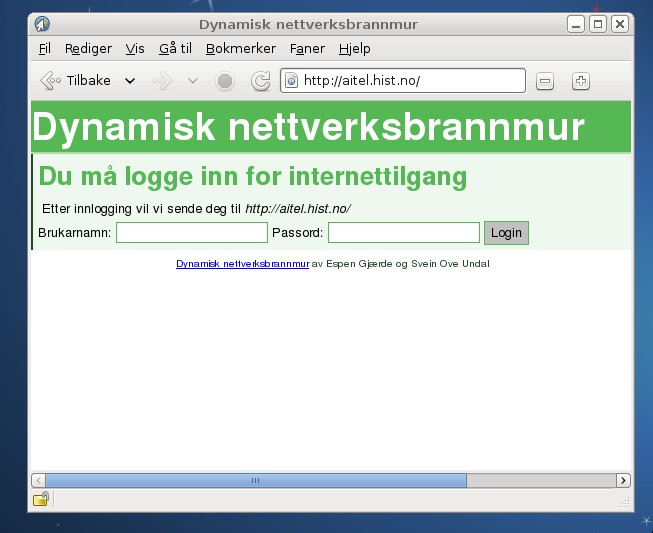 Dynamisk nettverksbrannmur
Fil Rediger Vis Gå til Bokmerker Faner Hjelp
Tilbake http://aitel.hist.no/
Dynamisk nettverksbrannmur
Du må logge inn for internettilgang
Etter innlogging vil vi sende deg til http://aitel.hist.no/
Brukarnamn: Passord: Login
Dynamisk nettverksbrannmur av Espen Gjærde og Svein Ove Undal